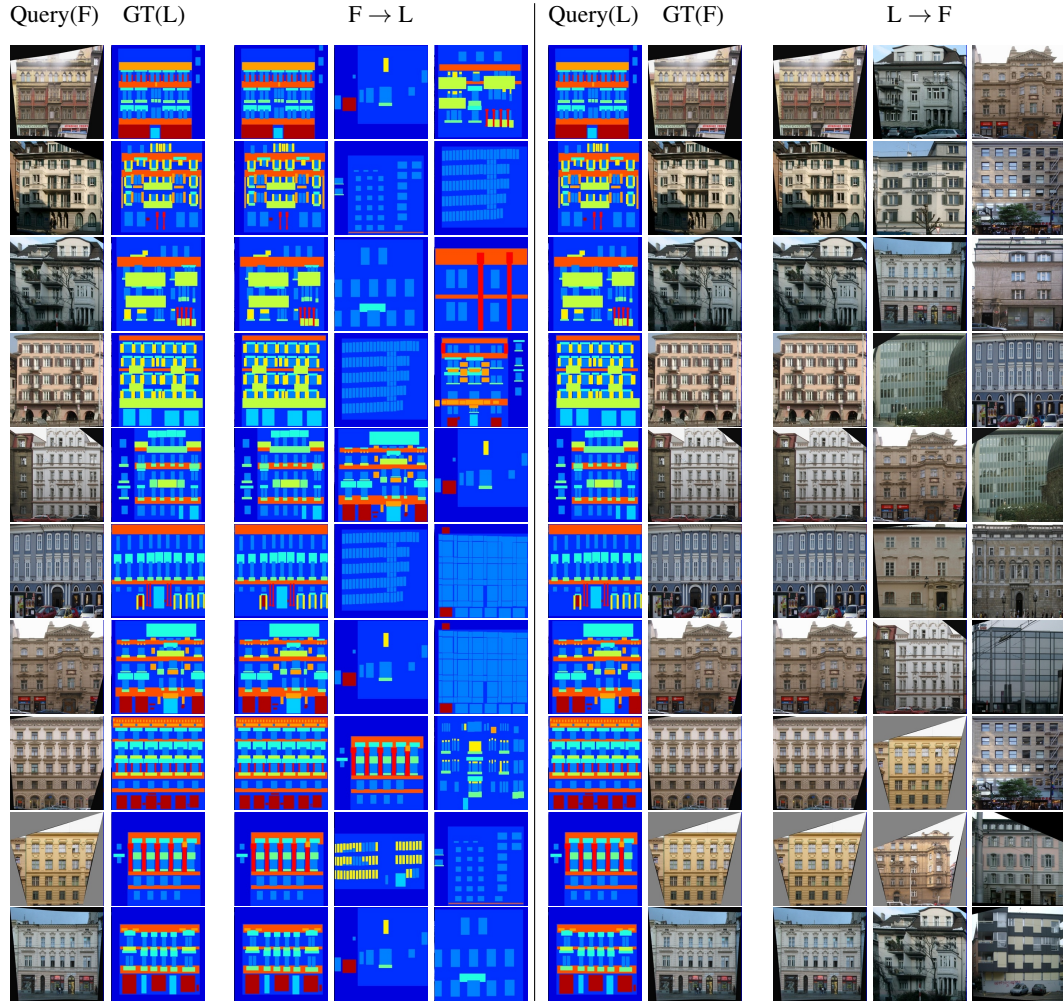 Query(F) GT(L) F → L Query(L) GT(F) L → F